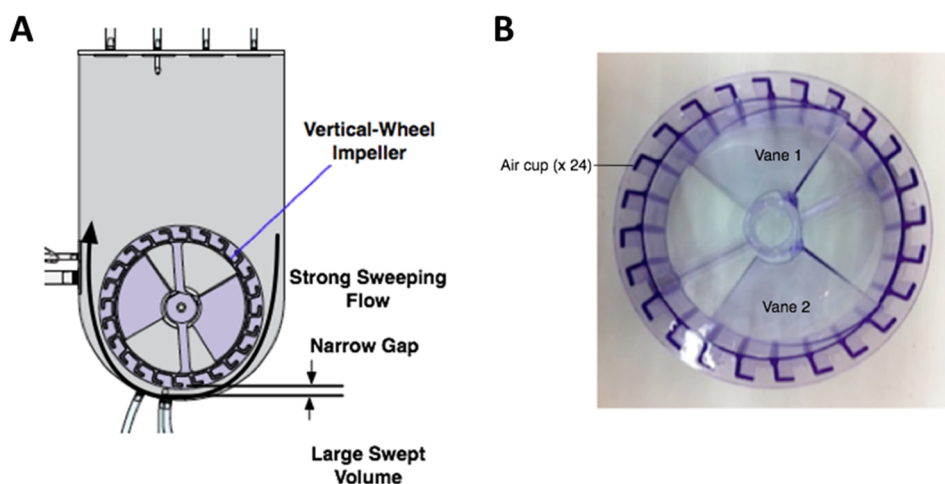 A
Vertical-Wheel
Impeller
Strong Sweeping
Flow
Narrow Gap
Large Swept
Volume
B
Vane 1
Air cup (x 24)
Vane 2